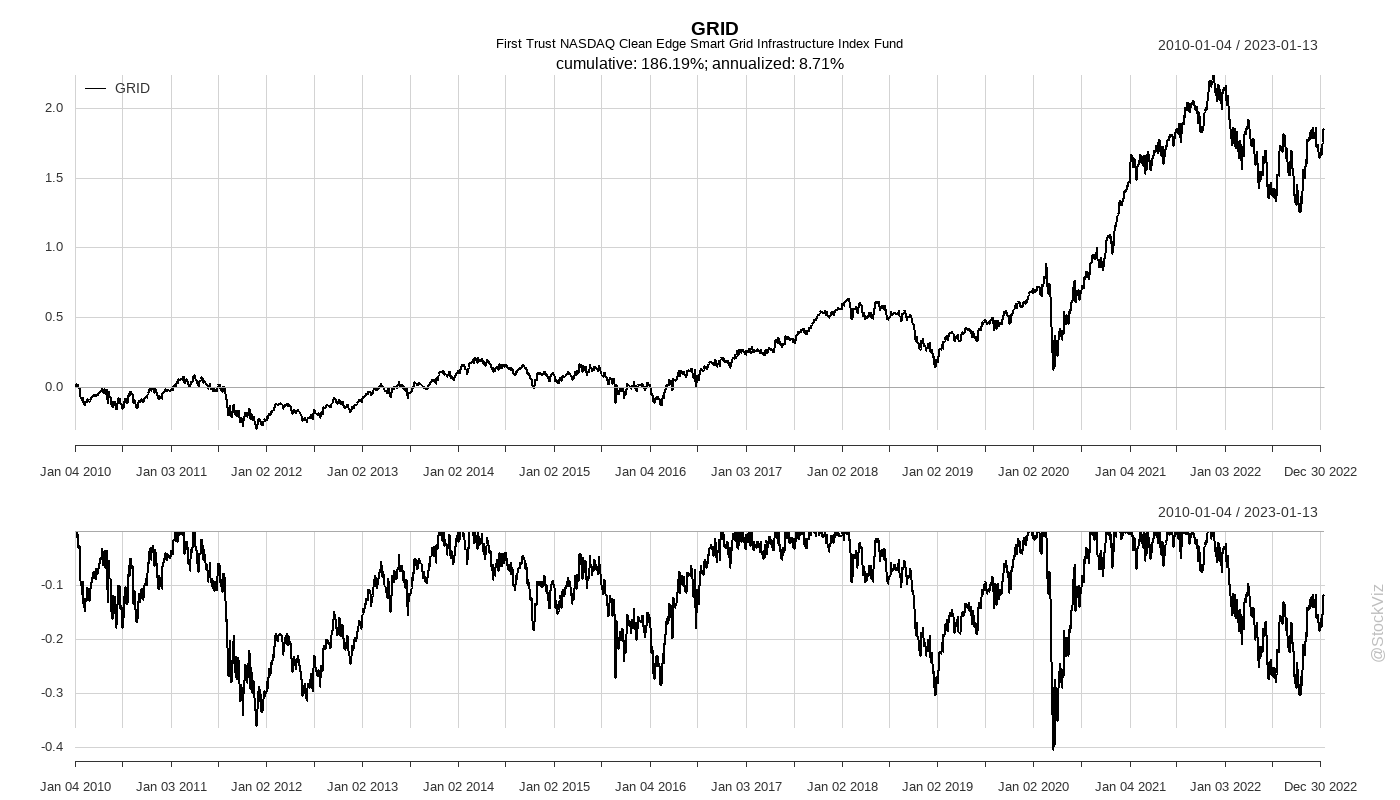 GRID
First Trust NASDAQ Clean Edge Smart Grid Infrastructure Index Fund
2010-01-04 / 2023-01-13
cumulative: 186.19%; annualized: 8.71%
GRID
2.0
1.5
1.0
0.5
0.0
Jan 04 2010 Jan 03 2011 Jan 02 2012 Jan 02 2013 Jan 02 2014 Jan 02 2015 Jan 04 2016 Jan 03 2017 Jan 02 2018 Jan 02 2019 Jan 02 2020 Jan 04 2021 Jan 03 2022 Dec 30 2022
2010-01-04 / 2023-01-13
-0.1
-0.2
-0.3
-0.4
Jan 04 2010 Jan 03 2011 Jan 02 2012 Jan 02 2013 Jan 02 2014 Jan 02 2015 Jan 04 2016 Jan 03 2017 Jan 02 2018 Jan 02 2019 Jan 02 2020 Jan 04 2021 Jan 03 2022 Dec 30 2022
@StockViz